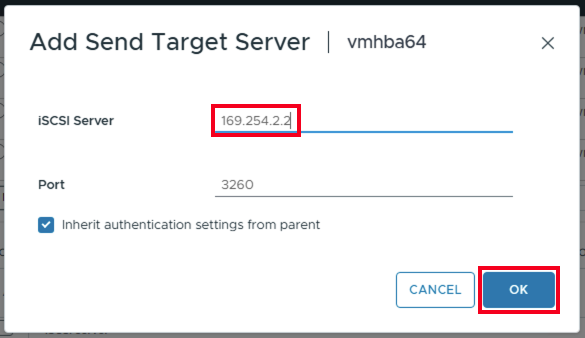 Add Send Target Server | vmhba64
iSCSI Server 169.254.2.2
Port 3260
Inherit authentication settings from parent
CANCEL OK